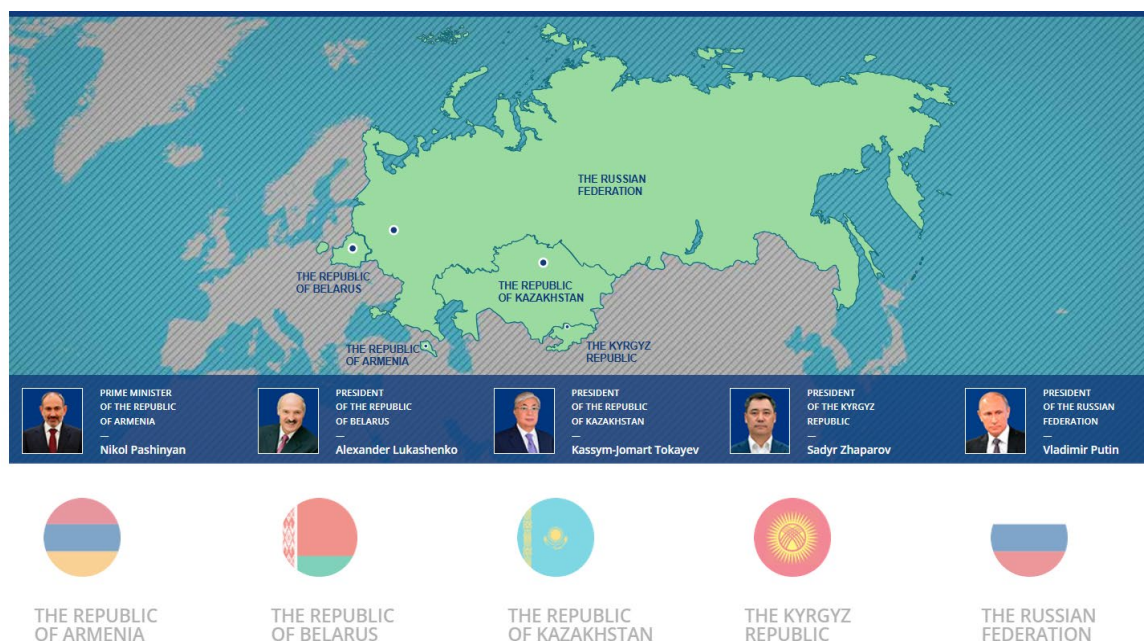 THE RUSSIAN
FEDERATION
THE REPUBLIC
OF BELARUS
THE REPUBLIC
OF KAZAKHSTAN
THE REPUBLIC
OF ARMENIA
THE KYRGYZ
REPUBLIC
PRIME MINISTER
OF THE REPUBLIC
OF ARMENIA
—
Nikol Pashinyan
PRESIDENT
OF THE REPUBLIC
OF BELARUS
—
Alexander Lukashenko
PRESIDENT
OF THE REPUBLIC
OF KAZAKHSTAN
—
Kassym-Jomart Tokayev
PRESIDENT
OF THE KYRGYZ
REPUBLIC
—
Sadyr Zhaparov
PRESIDENT
OF THE RUSSIAN
FEDERATION
—
Vladimir Putin
THE REPUBLIC
OF ARMENIA
THE REPUBLIC
OF BELARUS
THE REPUBLIC
OF KAZAKHSTAN
THE KYRGYZ
REPUBLIC
THE RUSSIAN
FEDERATION